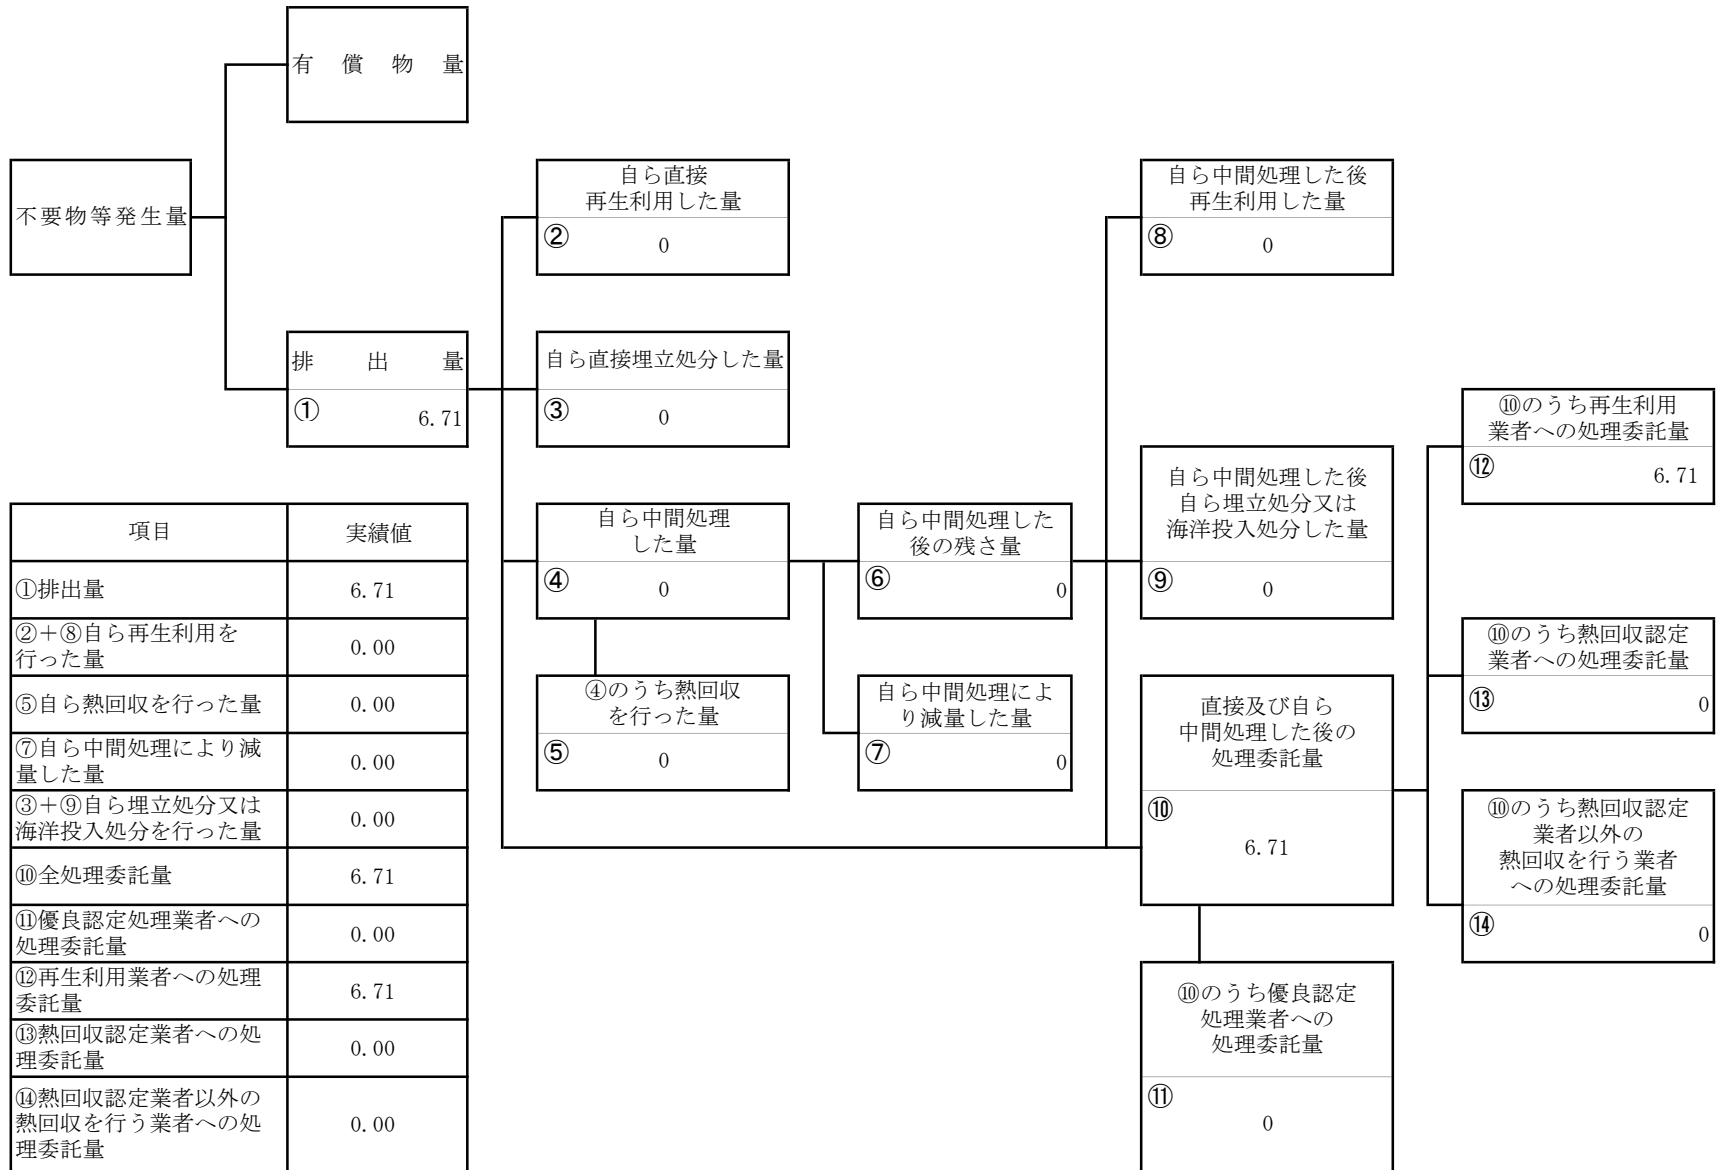 有償物量
不要物等発生量
排出量
①
6.71
自ら直接
再生利用した量
②
0
自ら直接埋立処分した量
③
0
自ら中間処理
した量
④
0
④のうち熱回収
を行った量
⑤
0
自ら中間処理した
後の残さ量
⑥
0
自ら中間処理によ
り減量した量
⑦
0
自ら中間処理した後
再生利用した量
⑧
0
自ら中間処理した後
自ら埋立処分又は
海洋投入処分した量
⑨
0
直接及び自ら
中間処理した後の
処理委託量
⑩
6.71
⑩のうち優良認定
処理業者への
処理委託量
⑪
0
⑩のうち再生利用
業者への処理委託量
⑫
6.71
⑩のうち熱回収認定
業者への処理委託量
⑬
0
⑩のうち熱回収認定
業者以外の
熱回収を行う業者
への処理委託量
⑭
0
項目 実績値
①排出量 6.71
②＋⑧自ら再生利用を
行った量 0.00
⑤自ら熱回収を行った量 0.00
⑦自ら中間処理により減
量した量 0.00
③＋⑨自ら埋立処分又は
海洋投入処分を行った量 0.00
⑩全処理委託量 6.71
⑪優良認定処理業者への
処理委託量 0.00
⑫再生利用業者への処理
委託量 6.71
⑬熱回収認定業者への処
理委託量 0.00
⑭熱回収認定業者以外の
熱回収を行う業者への処
理委託量 0.00